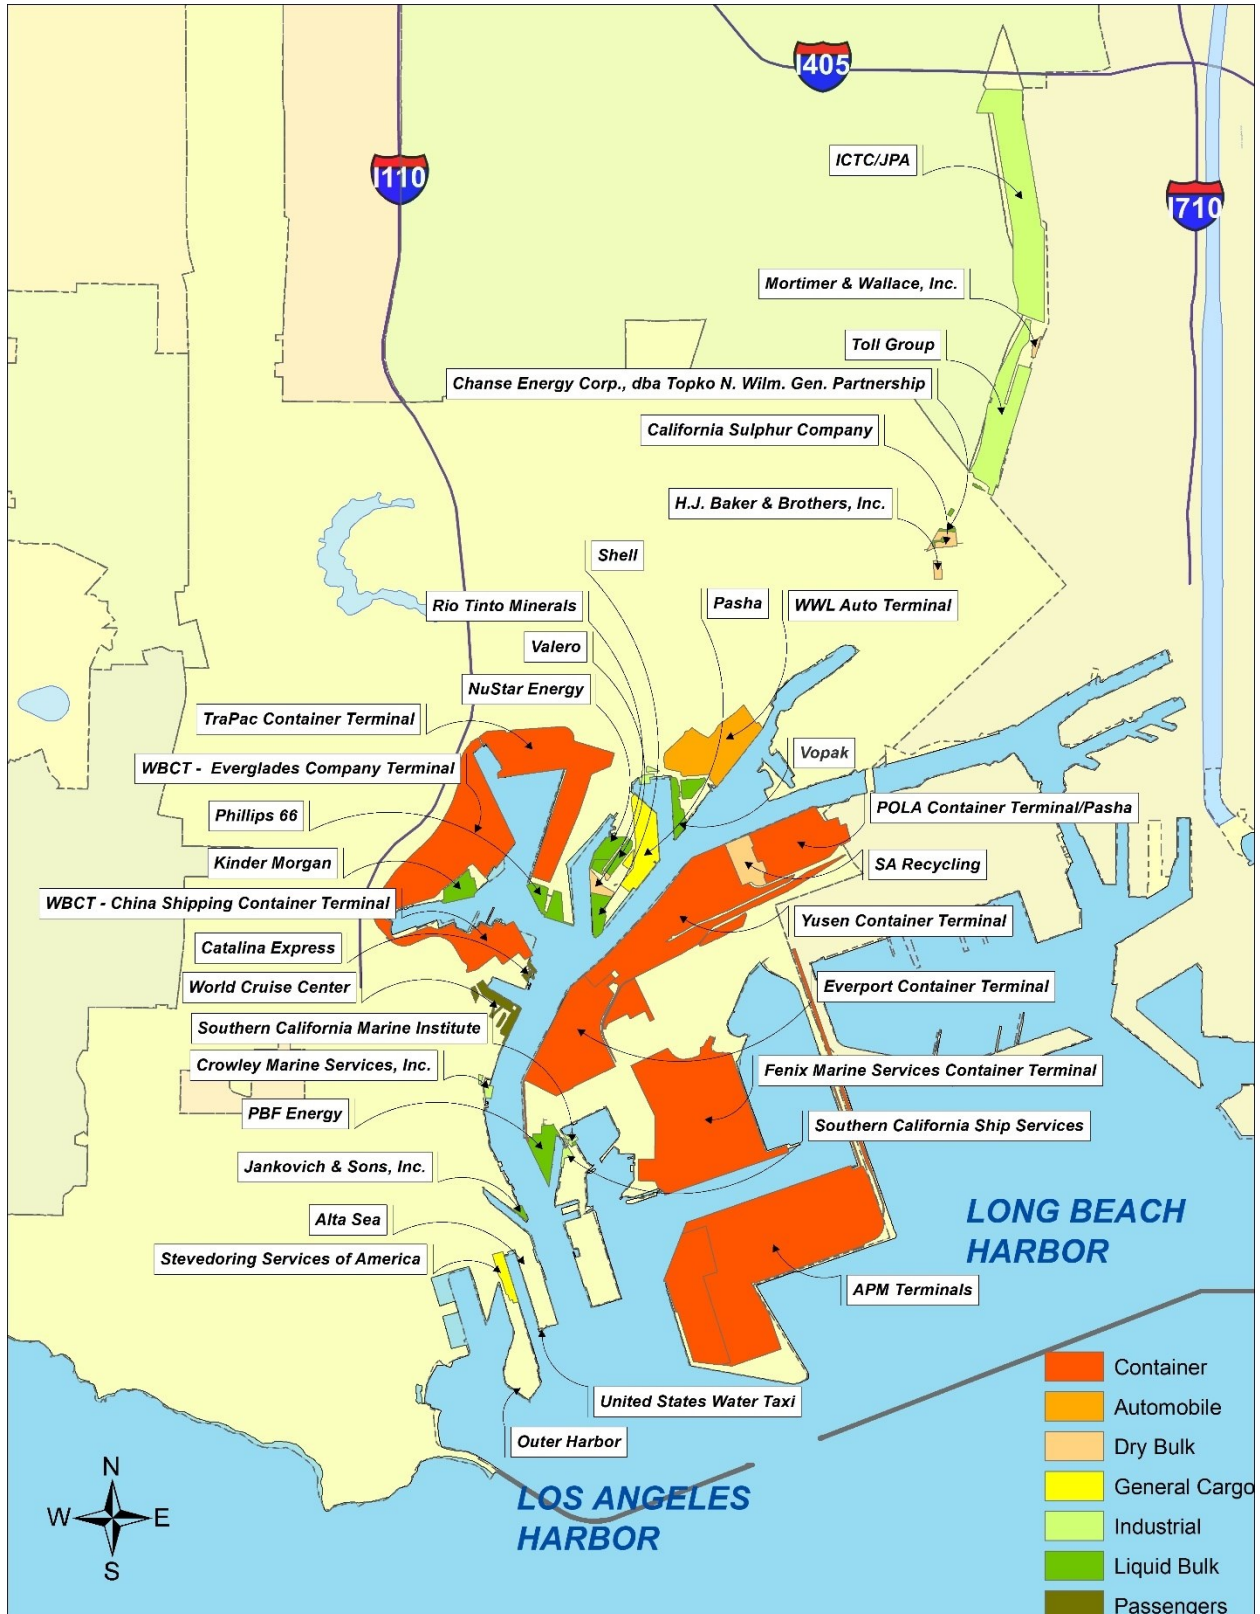 I405
I110
ICTC/JPA
I710
Mortimer & Wallace, Inc.
Toll Group
Chanse Energy Corp., dba Topko N. Wilm. Gen. Partnership
California Sulphur Company
H.J. Baker & Brothers, Inc.
Shell
Rio Tinto Minerals
Pasha
WWL Auto Terminal
Valero
NuStar Energy
TraPac Container Terminal
Vopak
WBCT - Everglades Company Terminal
POLA Container Terminal/Pasha
Phillips 66
Kinder Morgan
SA Recycling
WBCT - China Shipping Container Terminal
Yusen Container Terminal
Catalina Express
World Cruise Center
Everport Container Terminal
Southern California Marine Institute
Crowley Marine Services, Inc.
Fenix Marine Services Container Terminal
PBF Energy
Southern California Ship Services
Jankovich & Sons, Inc.
Alta Sea
LONG BEACH
HARBOR
Stevedoring Services of America
APM Terminals
United States Water Taxi
Outer Harbor
LOS ANGELES
HARBOR
N
W E
S
Container
Automobile
Dry Bulk
General Cargo
Industrial
Liquid Bulk
Passengers